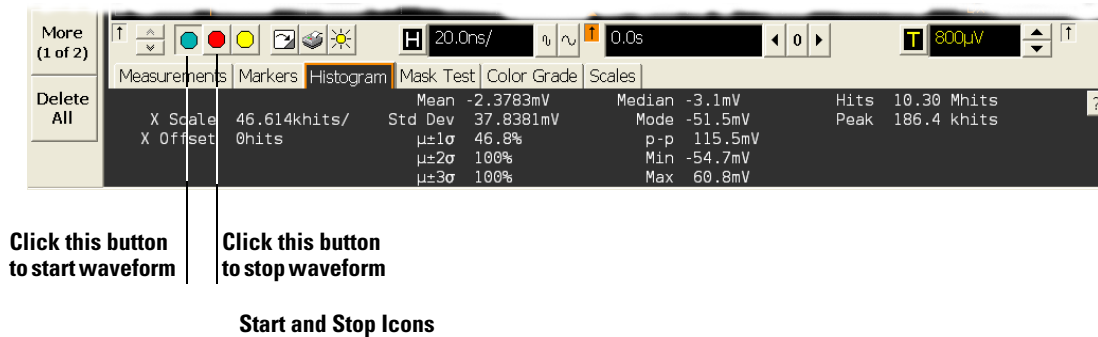 More
(1 of 2)
H 20.0ns/ 0.0s 0 T 800µV
Measurements Markers Histogram Mask Test Color Grade Scales
Delete
All
Mean -2.3783mV Median -3.1mV Hits 10.30 Mhits ?
X Scale 46.614khits/ Std Dev 37.8381mV Mode -51.5mV Peak 186.4 khits
X Offset 0hits µ±1σ 46.8% p-p 115.5mV
µ±2σ 100% Min -54.7mV
µ±3σ 100% Max 60.8mV
Click this button
to start waveform
Click this button
to stop waveform
Start and Stop Icons